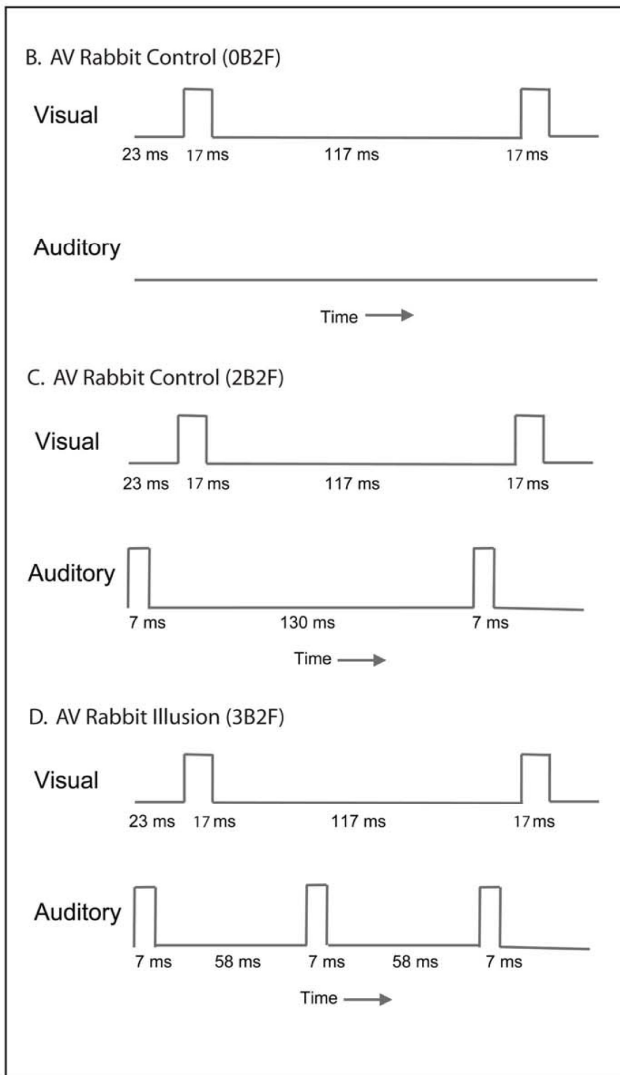 B. AV Rabbit Control (0B2F)
Visual
23 ms 17 ms 117 ms 17 ms
Auditory
Time
C. AV Rabbit Control (2B2F)
Visual
23 ms 17 ms 117 ms 17 ms
Auditory
7 ms 130 ms 7 ms
Time
D. AV Rabbit Illusion (3B2F)
Visual
23 ms 17 ms 117 ms 17 ms
Auditory
7 ms 58 ms 7 ms 58 ms 7 ms
Time